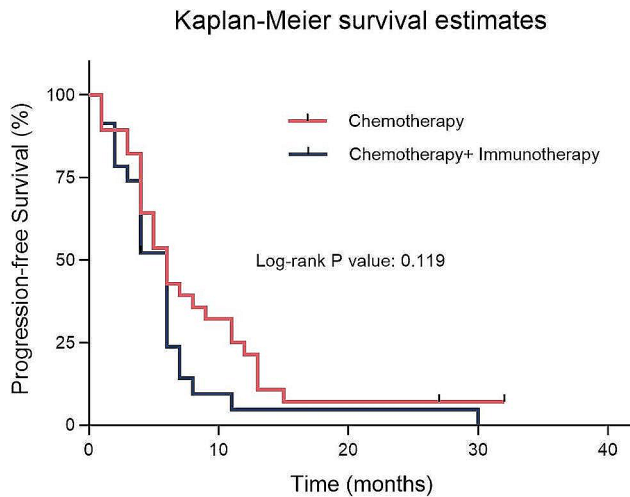 Kaplan-Meier survival estimates
Progression-free Survival (%)
100
75
50
25
0
Chemotherapy
Chemotherapy+ Immunotherapy
Log-rank P value: 0.119
0 10 20 30 40
Time (months)